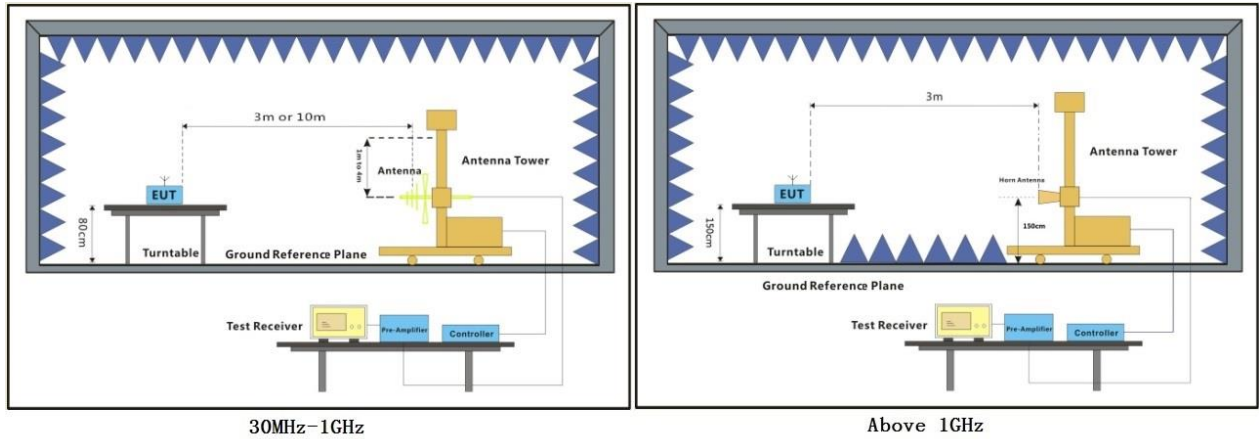 3m or 10m
1m to 4m
Antenna
Antenna Tower
EUT
80cm
Turntable
Ground Reference Plane
Test Receiver
Pre-Amplifier
Controller
30MHz-1GHz
3m
Antenna Tower
Horn Antenna
EUT
150cm
150cm
Turntable
Ground Reference Plane
Test Receiver
Pre-Amplifier
Controller
Above 1GHz